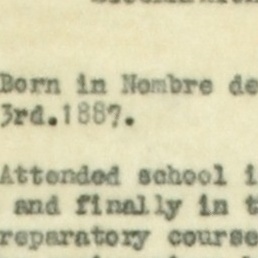 Born in Nombre de
3rd.1887.
Attended school i
and finally in t
reparatory course